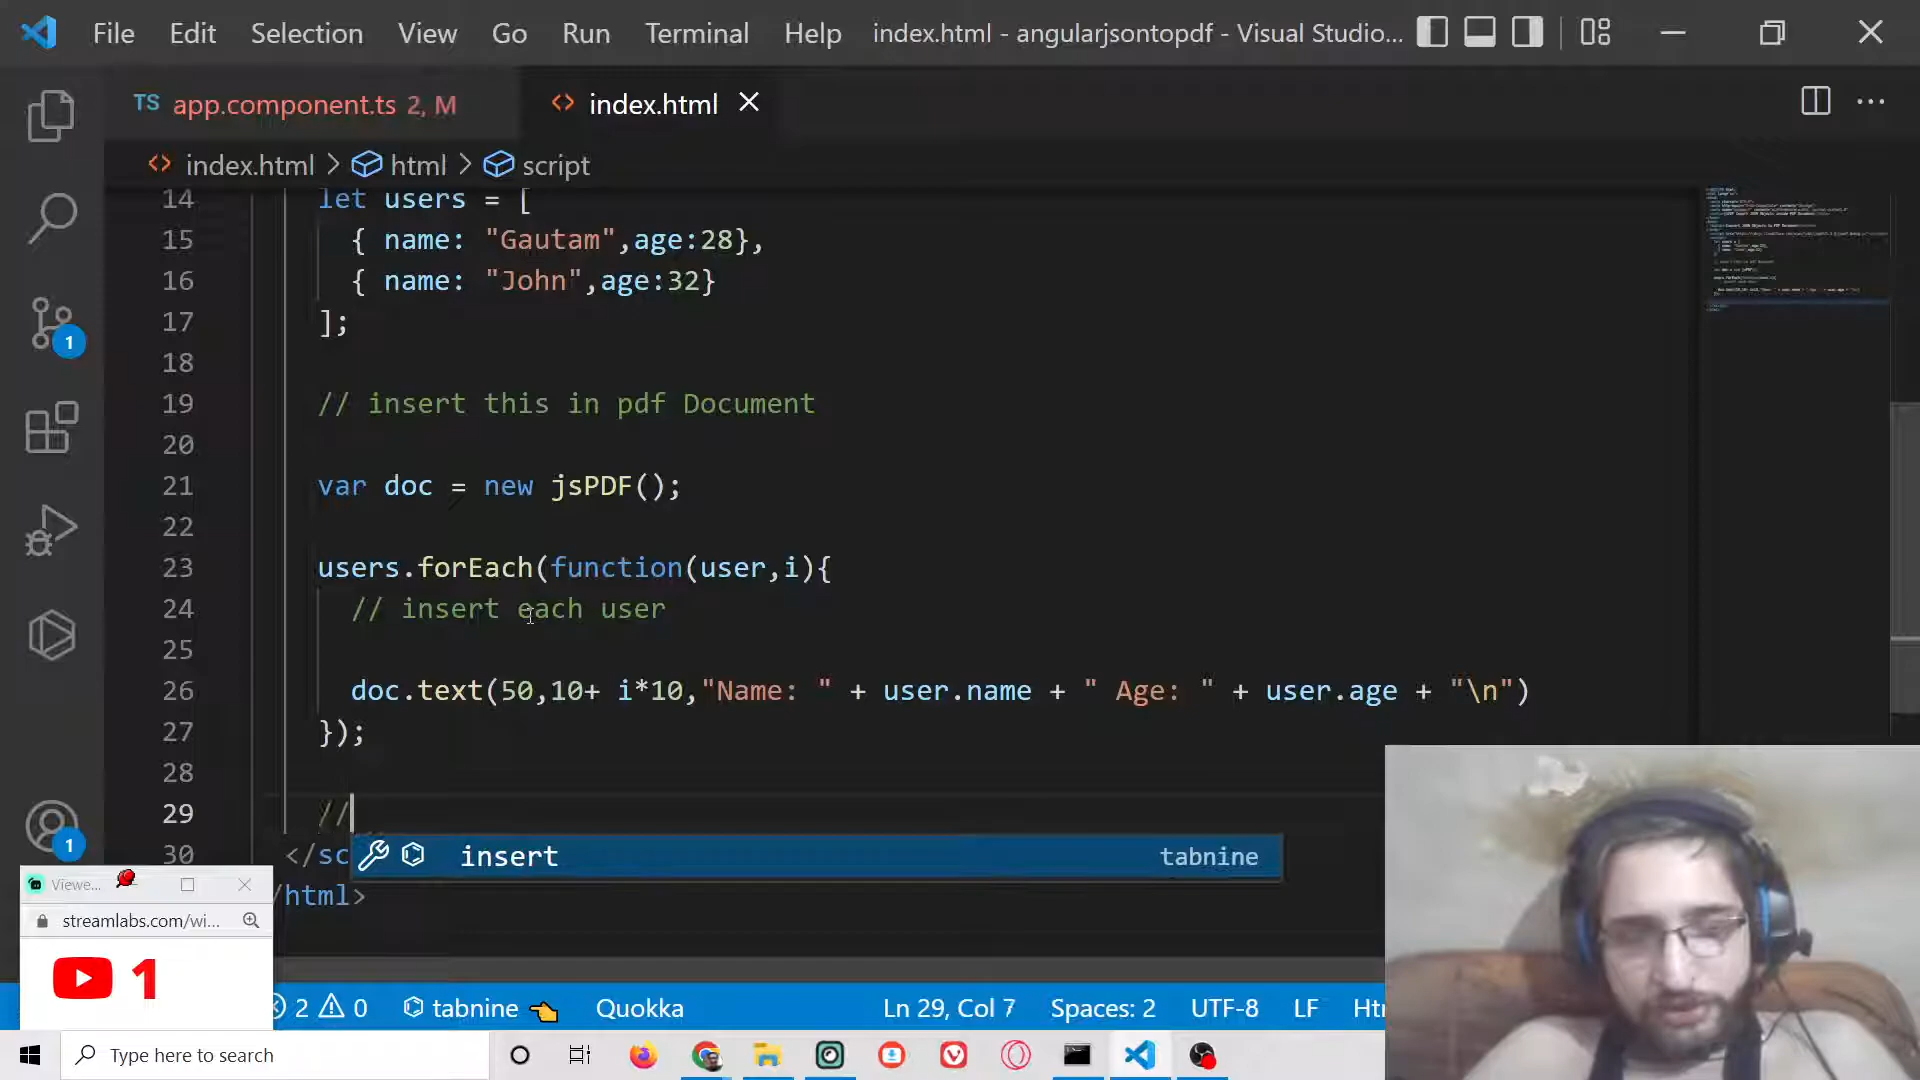 File Edit Selection View Go Run Terminal Help index.html - angularjsontopdf - Visual Studio...
TS app.component.ts 2, M <> index.html
<> index.html > html > script
14 let users = [
15 { name: "Gautam",age:28},
16 { name: "John",age:32}
17 ];
18
19 // insert this in pdf Document
20
21 var doc = new jsPDF();
22
23 users.forEach(function(user,i){
24 // insert each user
25
26 doc.text(50,10+ i*10,"Name: " + user.name + " Age: " + user.age + "\n")
27 });
28
29 //
30 </sc
insert tabnine
html>
1
1
Viewe...
streamlabs.com/wi...
1
2 0 tabnine Quokka Ln 29, Col 7 Spaces: 2 UTF-8 LF Ht
Type here to search